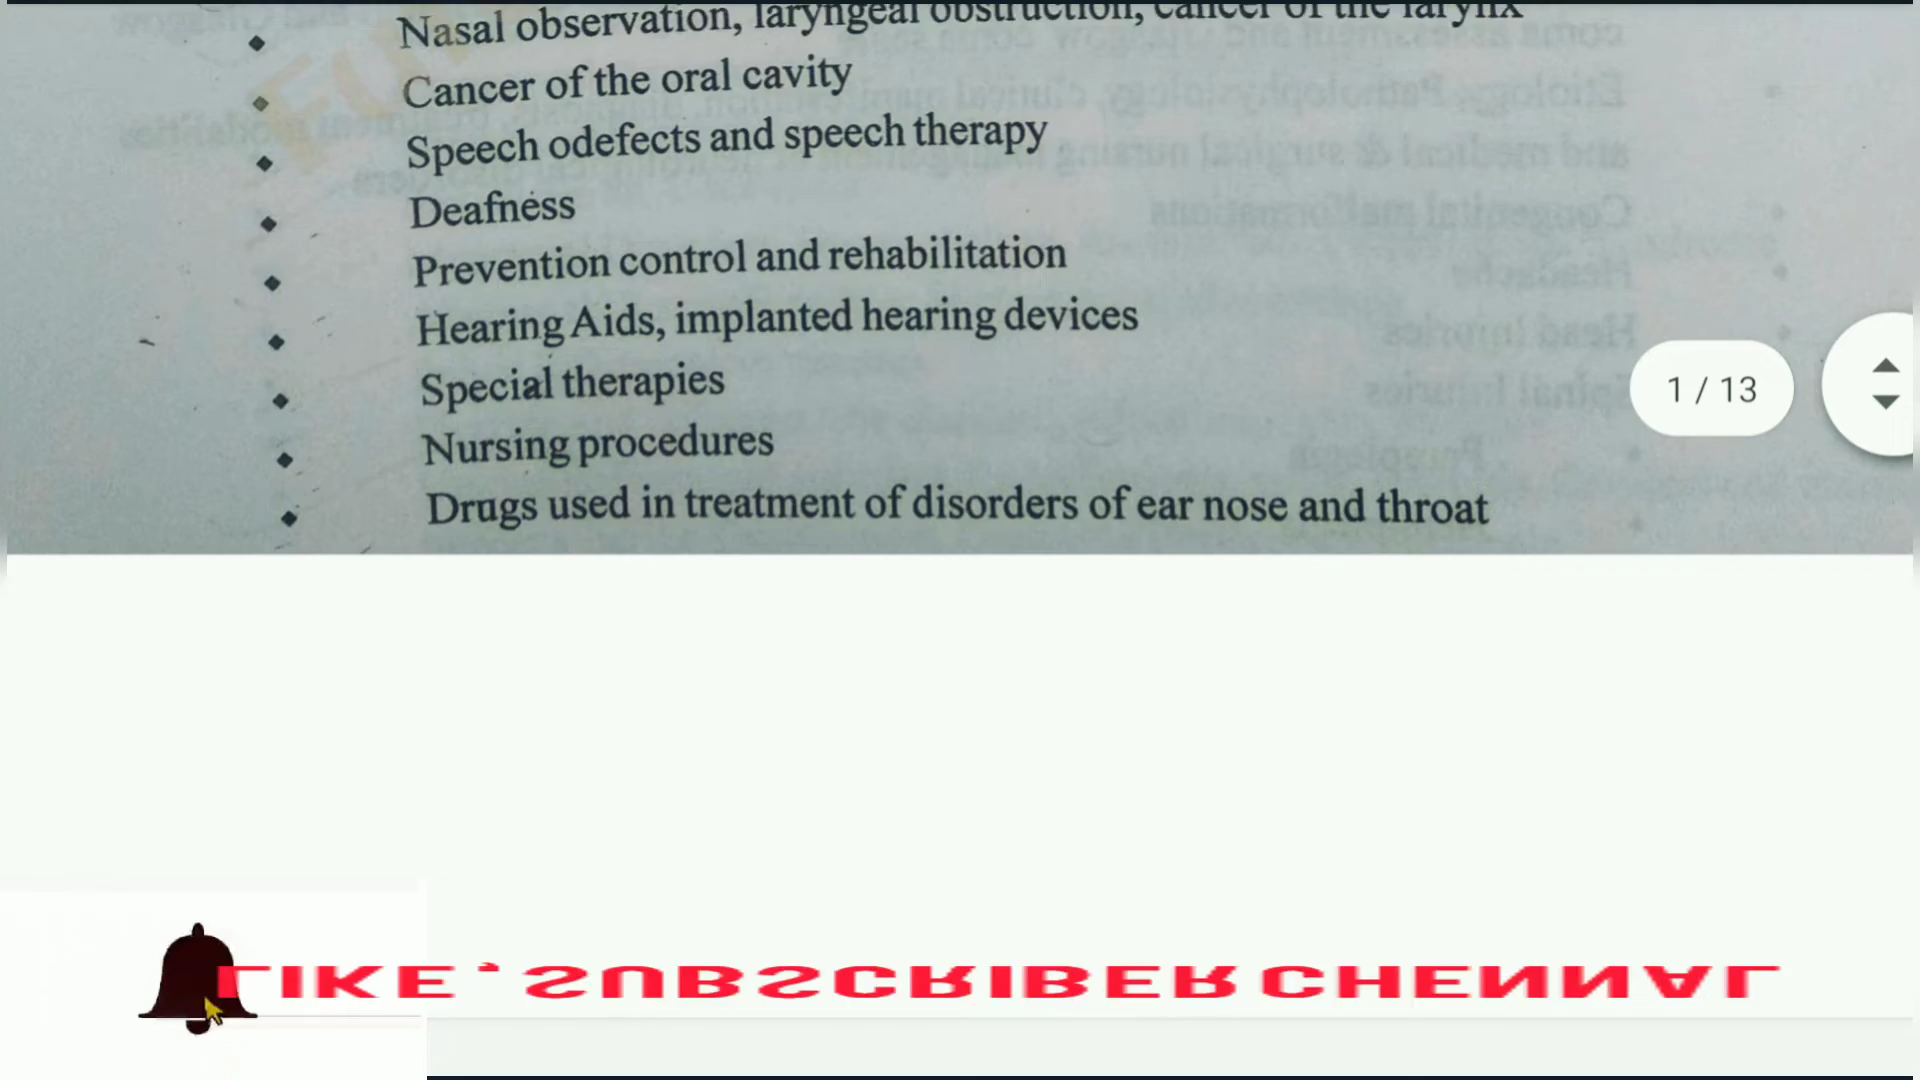 Nasal observation, laryngeal obstruction, cancer of the larynx
Cancer of the oral cavity
Speech odefects and speech therapy
Deafness
Prevention control and rehabilitation
Hearing Aids, implanted hearing devices
Special therapies
Nursing procedures
Drugs used in treatment of disorders of ear nose and throat
1 / 13
LIKE, SUBSCRIBER CHENNAL